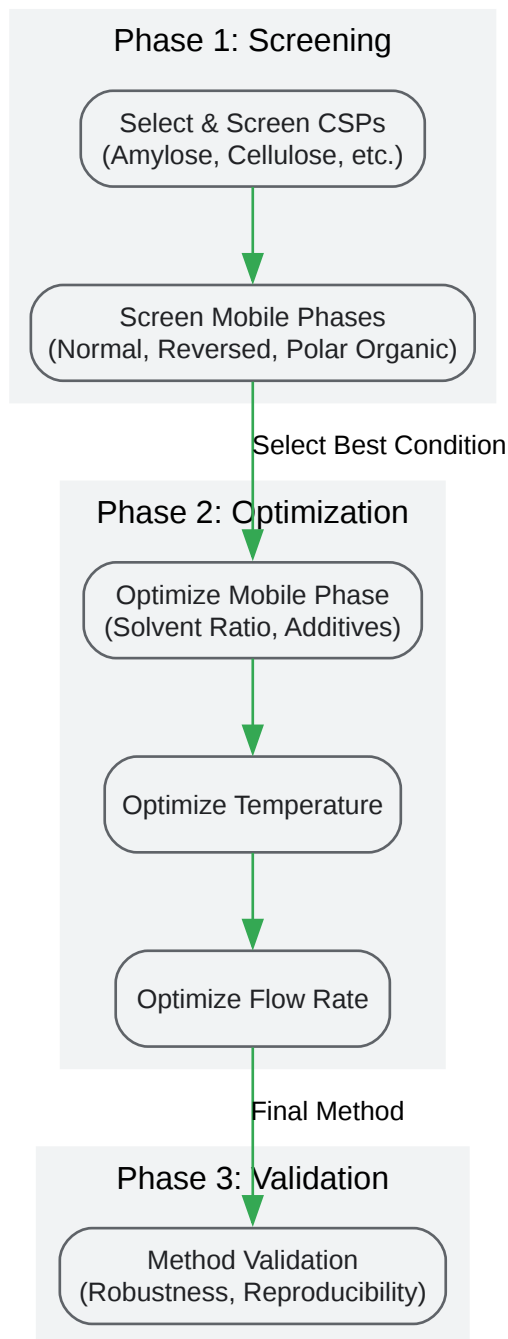 Phase 1: Screening
Select & Screen CSPs
(Amylose, Cellulose, etc.)
Screen Mobile Phases
(Normal, Reversed, Polar Organic)
Select Best Condition
Phase 2: Optimization
Optimize Mobile Phase
(Solvent Ratio, Additives)
Optimize Temperature
Optimize Flow Rate
Final Method
Phase 3: Validation
Method Validation
(Robustness, Reproducibility)